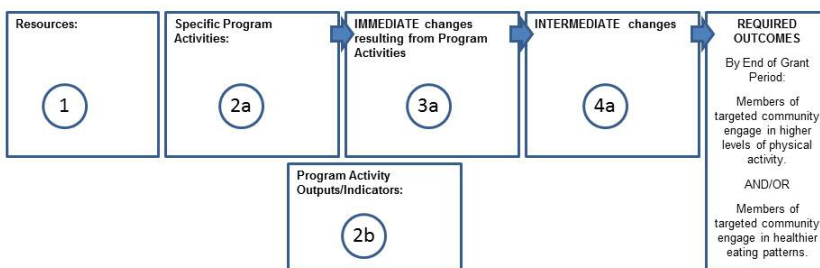 Resources:
1
Specific Program
Activities:
2a
IMMEDIATE changes
resulting from Program
Activities
3a
INTERMEDIATE changes
4a
REQUIRED
OUTCOMES
By End of Grant
Period:
Members of
targeted community
engage in higher
levels of physical
activity.
AND/OR
Members of
targeted community
engage in healthier
eating patterns.
Program Activity
Outputs/Indicators:
2b